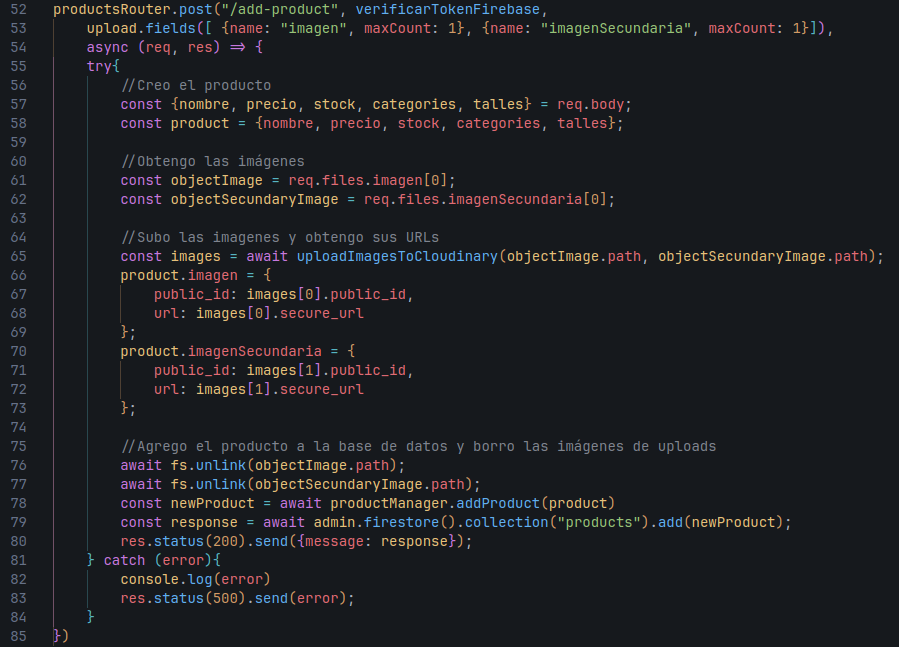 52 productsRouter.post("/add-product", verificarTokenFirebase,
53     upload.fields([ {name: "imagen", maxCount: 1}, {name: "imagenSecundaria", maxCount: 1}]),
54     async (req, res) => {
55     try{
56         //Creo el producto
57         const {nombre, precio, stock, categories, talles} = req.body;
58         const product = {nombre, precio, stock, categories, talles};
59
60         //Obtengo las imágenes
61         const objectImage = req.files.imagen[0];
62         const objectSecundaryImage = req.files.imagenSecundaria[0];
63
64         //Subo las imagenes y obtengo sus URLs
65         const images = await uploadImagesToCloudinary(objectImage.path, objectSecundaryImage.path);
66         product.imagen = {
67             public_id: images[0].public_id,
68             url: images[0].secure_url
69         };
70         product.imagenSecundaria = {
71             public_id: images[1].public_id,
72             url: images[1].secure_url
73         };
74
75         //Agrego el producto a la base de datos y borro las imágenes de uploads
76         await fs.unlink(objectImage.path);
77         await fs.unlink(objectSecundaryImage.path);
78         const newProduct = await productManager.addProduct(product)
79         const response = await admin.firestore().collection("products").add(newProduct);
80         res.status(200).send({message: response});
81     } catch (error){
82         console.log(error)
83         res.status(500).send(error);
84     }
85 })